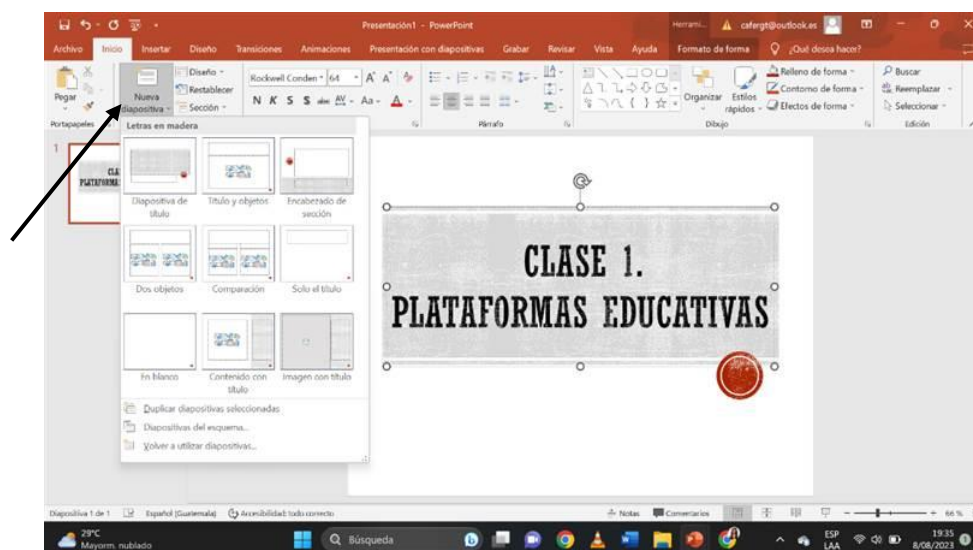 Presentación1 - PowerPoint
Herrami...
cafergt@outlook.es
Archivo Inicio Insertar Diseño Transiciones Animaciones Presentación con diapositivas Grabar Revisar Vista Ayuda Formato de forma ¿Qué desea hacer?
Pegar
Nueva diapositiva
Diseño
Restablecer
Sección
Rockwell Conden 64
N K S S abc AV Aa A
Organizar
Estilos rápidos
Relleno de forma
Contorno de forma
Efectos de forma
Buscar
Reemplazar
Seleccionar
Portapapeles
Párrafo
Dibujo
Edición
Letras en madera
Diapositiva de título
Título y objetos
Encabezado de sección
Dos objetos
Comparación
Solo el título
En blanco
Contenido con título
Imagen con título
Duplicar diapositivas seleccionadas
Diapositivas del esquema...
Volver a utilizar diapositivas...
1
CLASE 1.
PLATAFORMAS EDUCATIVAS
Diapositiva 1 de 1 Español (Guatemala) Accesibilidad: todo correcto Notas Comentarios 66 %
29°C
Mayorm. nublado
Búsqueda
ESP
LAA
19:35
8/08/2023